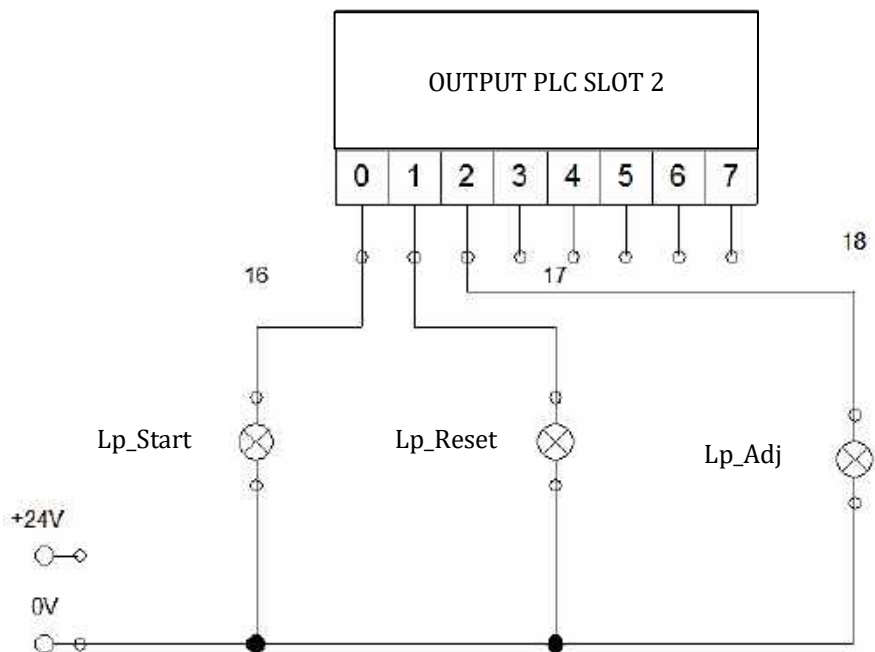 OUTPUT PLC SLOT 2
0 1 2 3 4 5 6 7
18
16
17
Lp_Start
Lp_Reset
Lp_Adj
+24V
0V